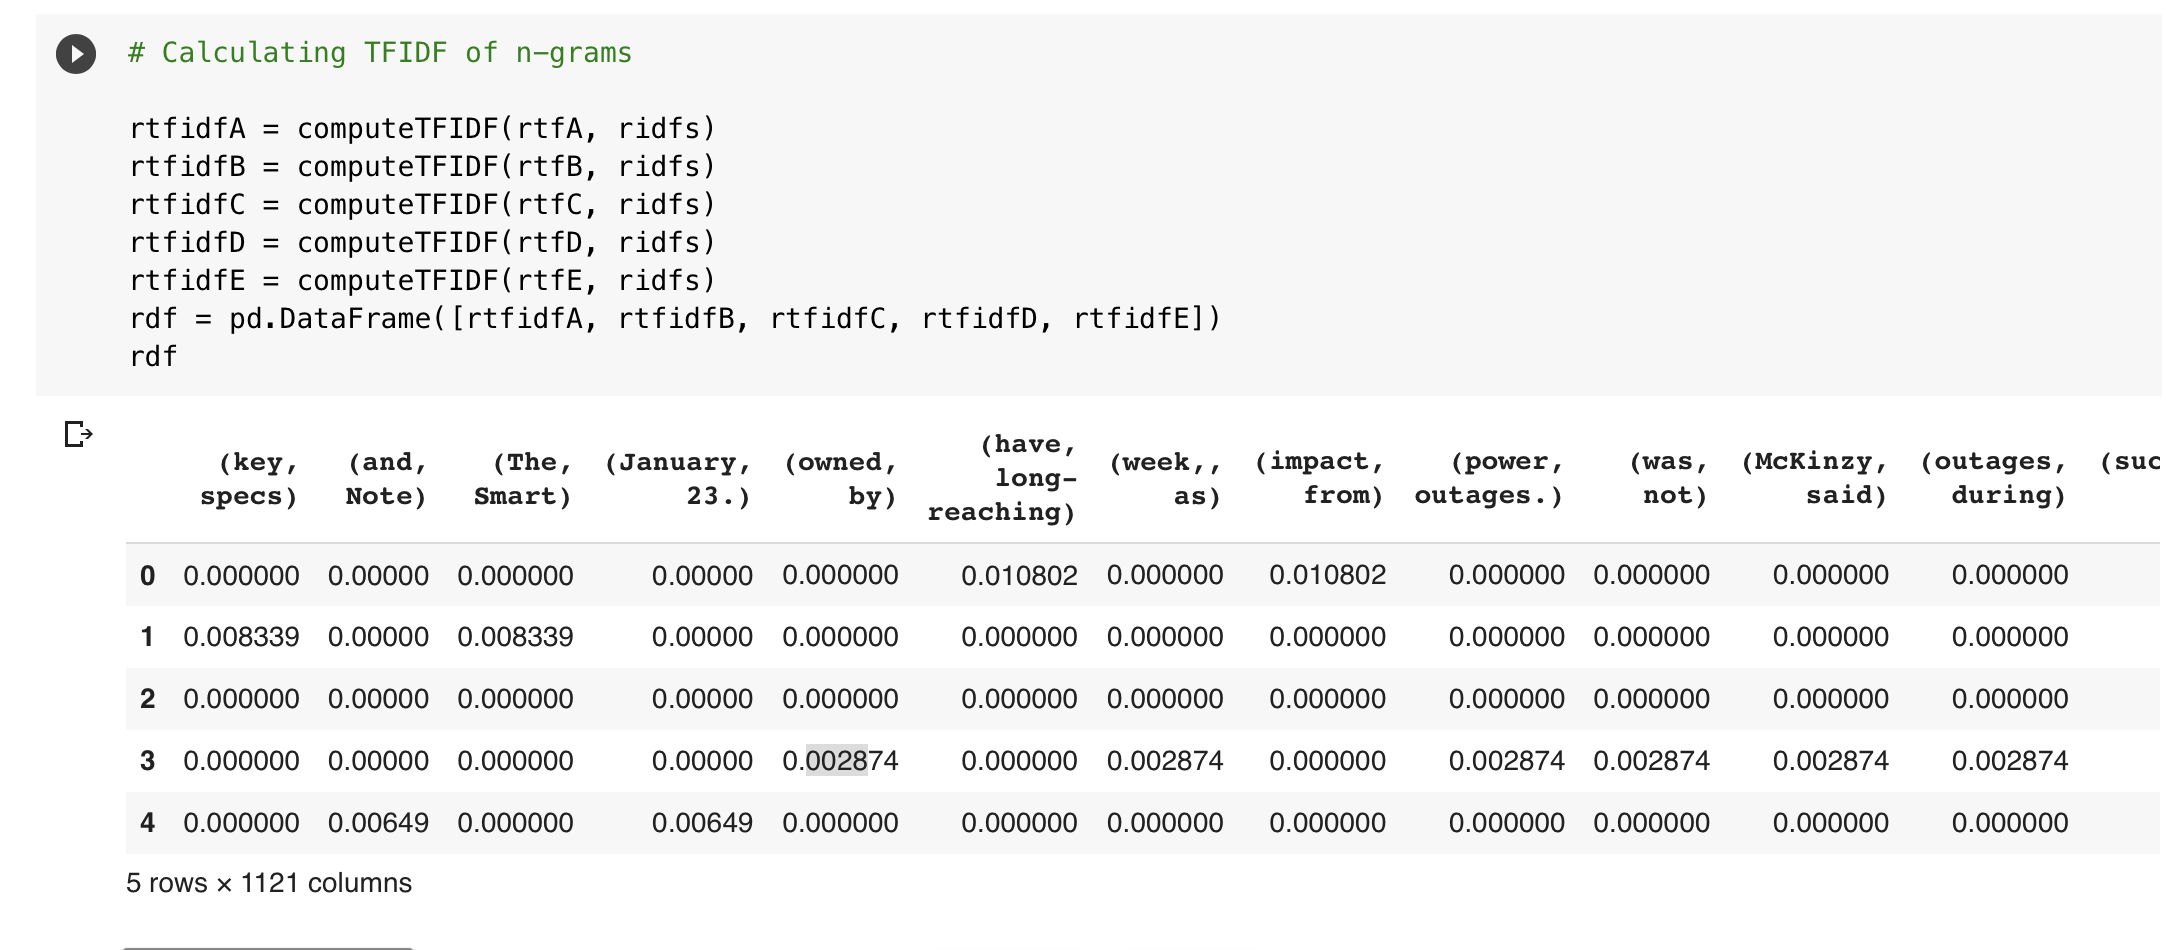 # Calculating TFIDF of n-grams
rtfidfA = computeTFIDF(rtfA, ridfs)
rtfidfB = computeTFIDF(rtfB, ridfs)
rtfidfC = computeTFIDF(rtfC, ridfs)
rtfidfD = computeTFIDF(rtfD, ridfs)
rtfidfE = computeTFIDF(rtfE, ridfs)
rdf = pd.DataFrame([rtfidfA, rtfidfB, rtfidfC, rtfidfD, rtfidfE])
rdf
(key, specs) (and, Note) (The, Smart) (January, 23.) (owned, by) (have, long-reaching) (week,, as) (impact, from) (power, outages.) (was, not) (McKinzy, said) (outages, during) (suc
0 0.000000 0.00000 0.000000 0.00000 0.000000 0.010802 0.000000 0.010802 0.000000 0.000000 0.000000 0.000000
1 0.008339 0.00000 0.008339 0.00000 0.000000 0.000000 0.000000 0.000000 0.000000 0.000000 0.000000 0.000000
2 0.000000 0.00000 0.000000 0.00000 0.000000 0.000000 0.000000 0.000000 0.000000 0.000000 0.000000 0.000000
3 0.000000 0.00000 0.000000 0.00000 0.002874 0.000000 0.002874 0.000000 0.002874 0.002874 0.002874 0.002874
4 0.000000 0.00649 0.000000 0.00649 0.000000 0.000000 0.000000 0.000000 0.000000 0.000000 0.000000 0.000000
5 rows × 1121 columns